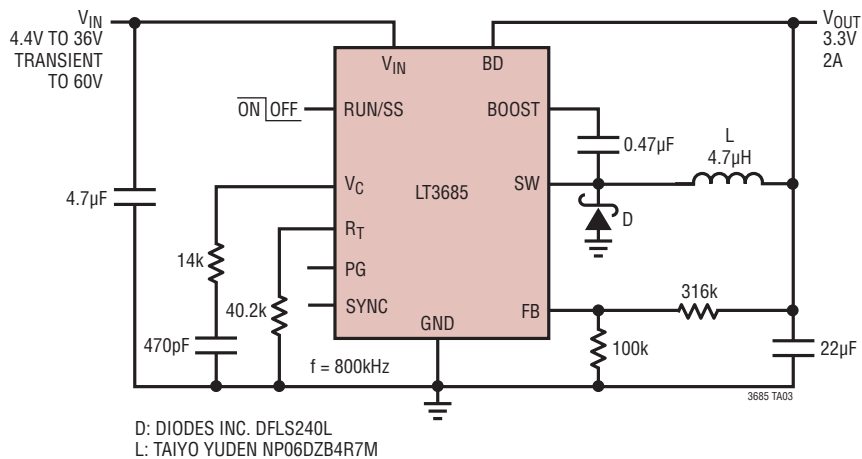 VIN
4.4V TO 36V
TRANSIENT
TO 60V
VOUT
3.3V
2A
VIN
BD
ON OFF
RUN/SS
BOOST
0.47µF
L
4.7µH
4.7µF
VC
LT3685
SW
D
RT
14k
PG
40.2k
SYNC
FB
316k
GND
470pF
f = 800kHz
100k
22µF
3685 TA03
D: DIODES INC. DFLS240L
L: TAIYO YUDEN NP06DZB4R7M